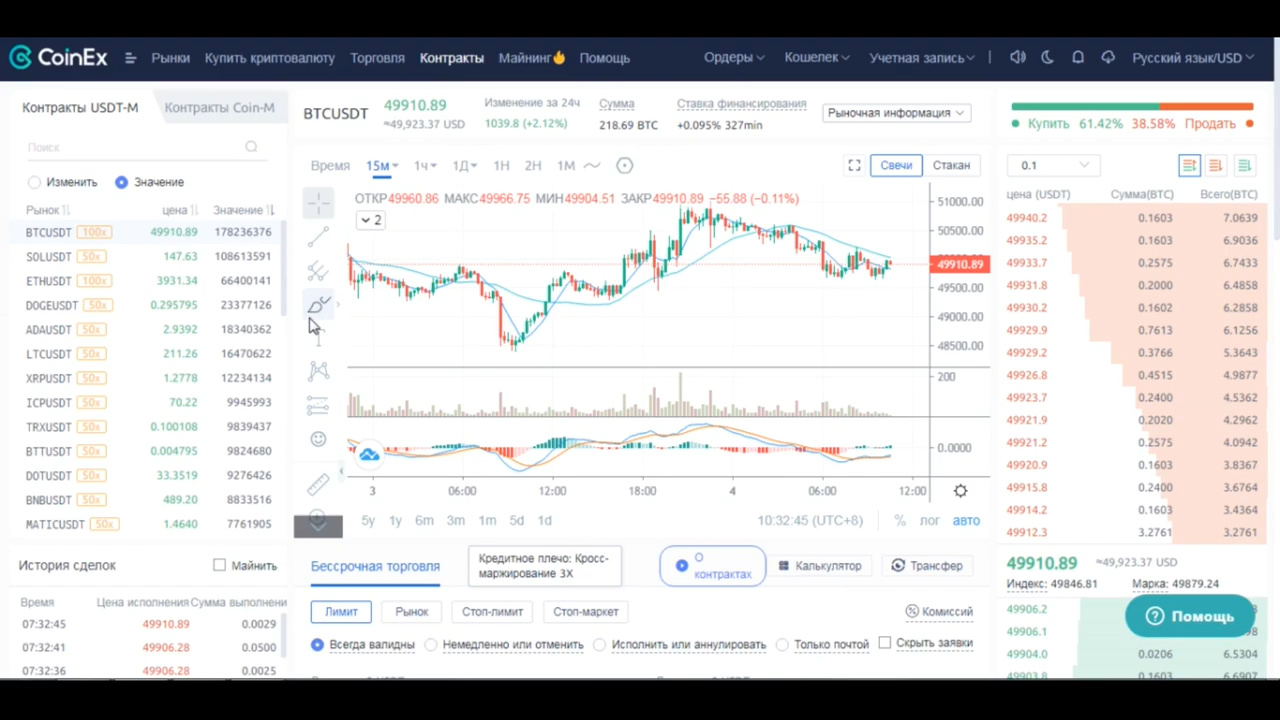 CoinEx Рынки Купить криптовалюту Торговля Контракты Майнинг Помощь Ордеры Кошелек Учетная запись Русский язык/USD
Контракты USDT-M Контракты Coin-M
Поиск
Изменить Значение
Рынок цена Значение
BTCUSDT 100x 49910.89 178236376
SOLUSDT 50x 147.63 108613591
ETHUSDT 100x 3931.34 66400141
DOGEUSDT 50x 0.295795 23377126
ADAUSDT 50x 2.9392 18340362
LTCUSDT 50x 211.26 16470622
XRPUSDT 50x 1.2778 12234134
ICPUSDT 50x 70.22 9945993
TRXUSDT 50x 0.100108 9839437
BTTUSDT 50x 0.004795 9824680
DOTUSDT 50x 33.3519 9276426
BNBUSDT 50x 489.20 8833516
MATICUSDT 50x 1.4640 7761905
История сделок Майнить
Время Цена исполнения Сумма выполнени
07:32:45 49910.89 0.0029
07:32:41 49906.28 0.0500
07:32:36 49906.28 0.0025
BTCUSDT 49910.89 Изменение за 24ч Сумма Ставка финансирования Рыночная информация
≈49,923.37 USD 1039.8 (+2.12%) 218.69 BTC +0.095% 327min
Время 15м 1ч 1Д 1H 2H 1M Свечи Стакан
ОТКР49960.86 МАКС49966.75 МИН49904.51 ЗАКР49910.89 −55.88 (−0.11%)
2
51000.00
50500.00
49910.89
49500.00
49000.00
48500.00
200
0.0000
3 06:00 12:00 18:00 4 06:00 12:00
5y 1y 6m 3m 1m 5d 1d 10:32:45 (UTC+8) % лог авто
Бессрочная торговля Кредитное плечо: Кросс-
маржирование 3X
О
контрактах
Калькулятор Трансфер
Лимит Рынок Стоп-лимит Стоп-маркет Комиссий
Всегда валидны Немедленно или отменить Исполнить или аннулировать Только почтой Скрыть заявки
Купить 61.42% 38.58% Продать
0.1
цена (USDT) Сумма(BTC) Всего(BTC)
49940.2 0.1603 7.0639
49935.2 0.1603 6.9036
49933.7 0.2575 6.7433
49931.8 0.2000 6.4858
49930.2 0.1602 6.2858
49929.9 0.7613 6.1256
49929.2 0.3766 5.3643
49926.8 0.4515 4.9877
49923.7 0.2400 4.5362
49921.9 0.2020 4.2962
49921.2 0.2575 4.0942
49920.9 0.1603 3.8367
49915.8 0.2400 3.6764
49914.2 0.1603 3.4364
49912.3 3.2761 3.2761
49910.89 ≈49,923.37 USD
Индекс: 49846.81 Марка: 49879.24
49906.2
49906.1
Помощь
49904.0 0.0206 6.5304
49903.8 0.1603 6.6907